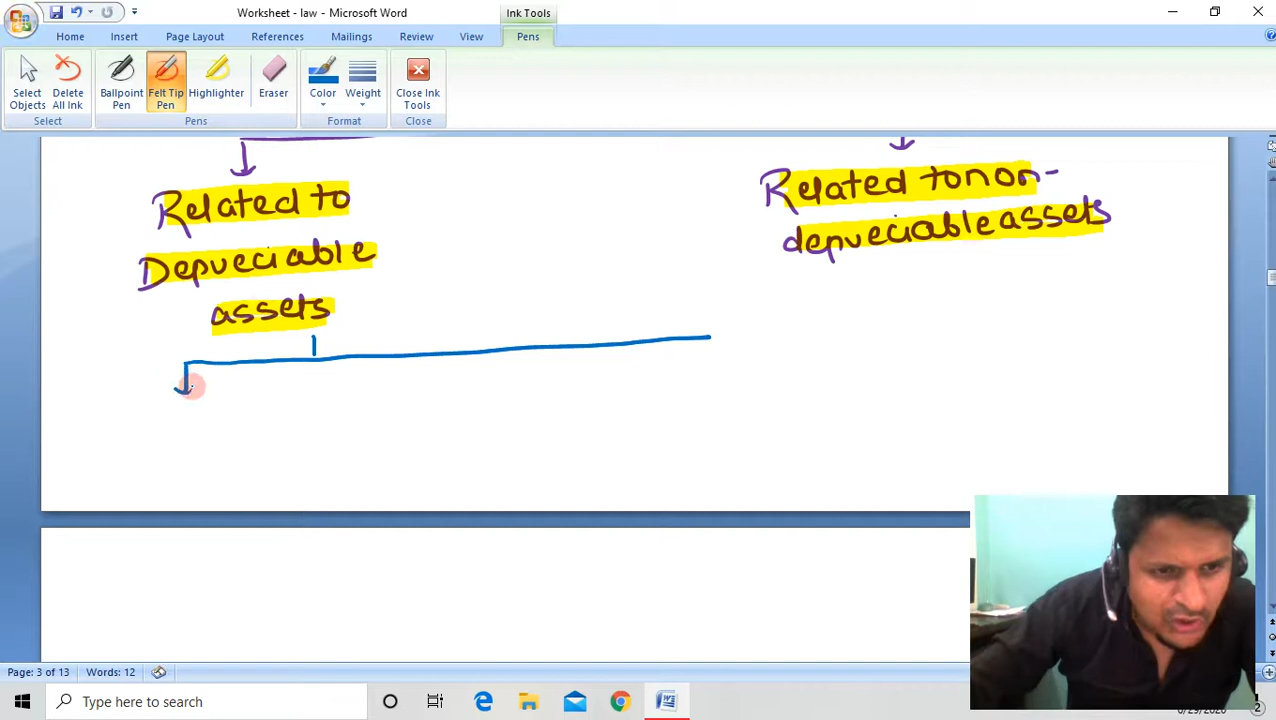 Worksheet - law - Microsoft Word
Ink Tools
Home Insert Page Layout References Mailings Review View Pens
Select Objects
Delete All Ink
Ballpoint Pen
Felt Tip Pen
Highlighter
Eraser
Color
Weight
Close Ink Tools
Select Pens Format Close
Related to
Depreciable
assets
Related to non-
depreciable assets
Page: 3 of 13 Words: 12
Type here to search
2